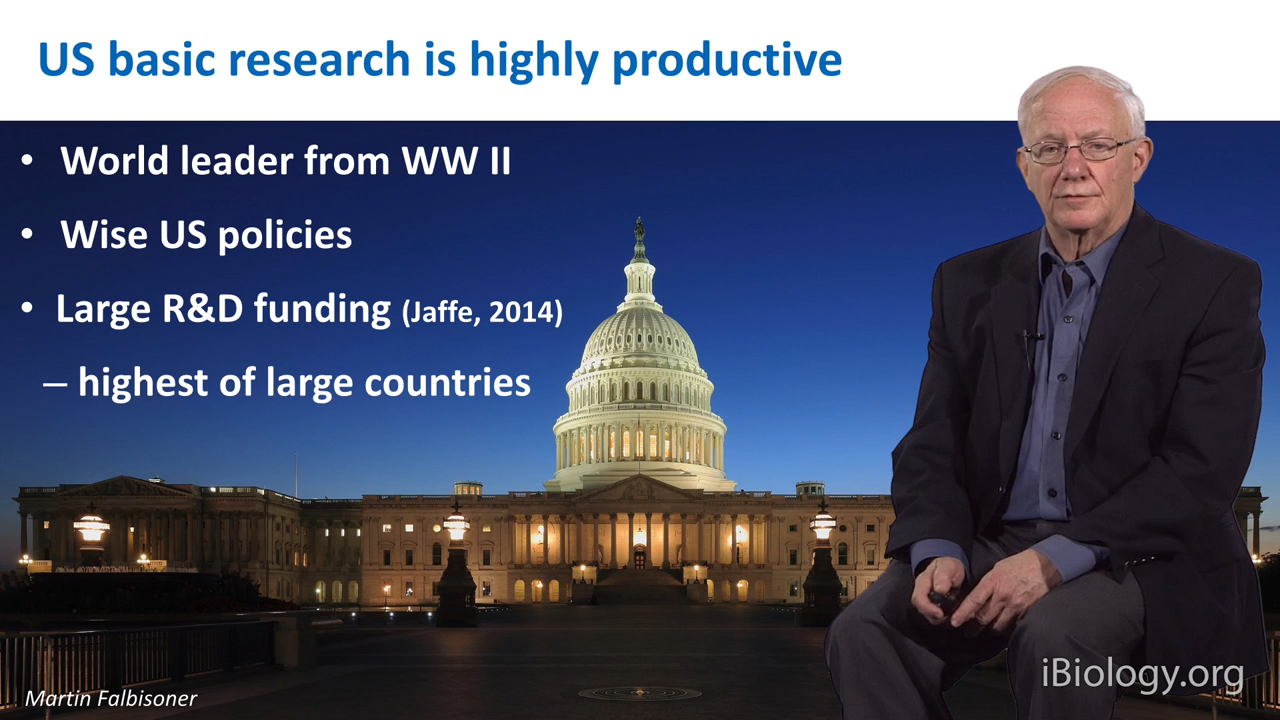 US basic research is highly productive
• World leader from WW II
• Wise US policies
• Large R&D funding (Jaffe, 2014)
– highest of large countries
iBiology.org
Martin Falbisoner